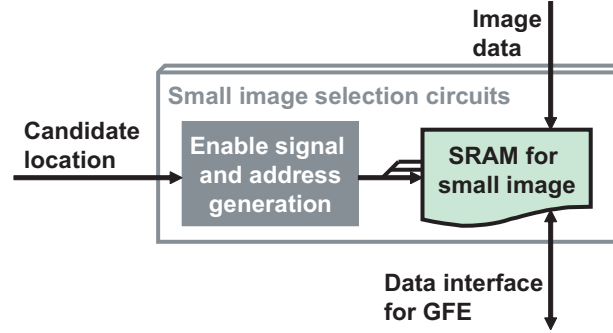 Image
data
Small image selection circuits
Candidate
location
Enable signal
and address
generation
SRAM for
small image
Data interface
for GFE